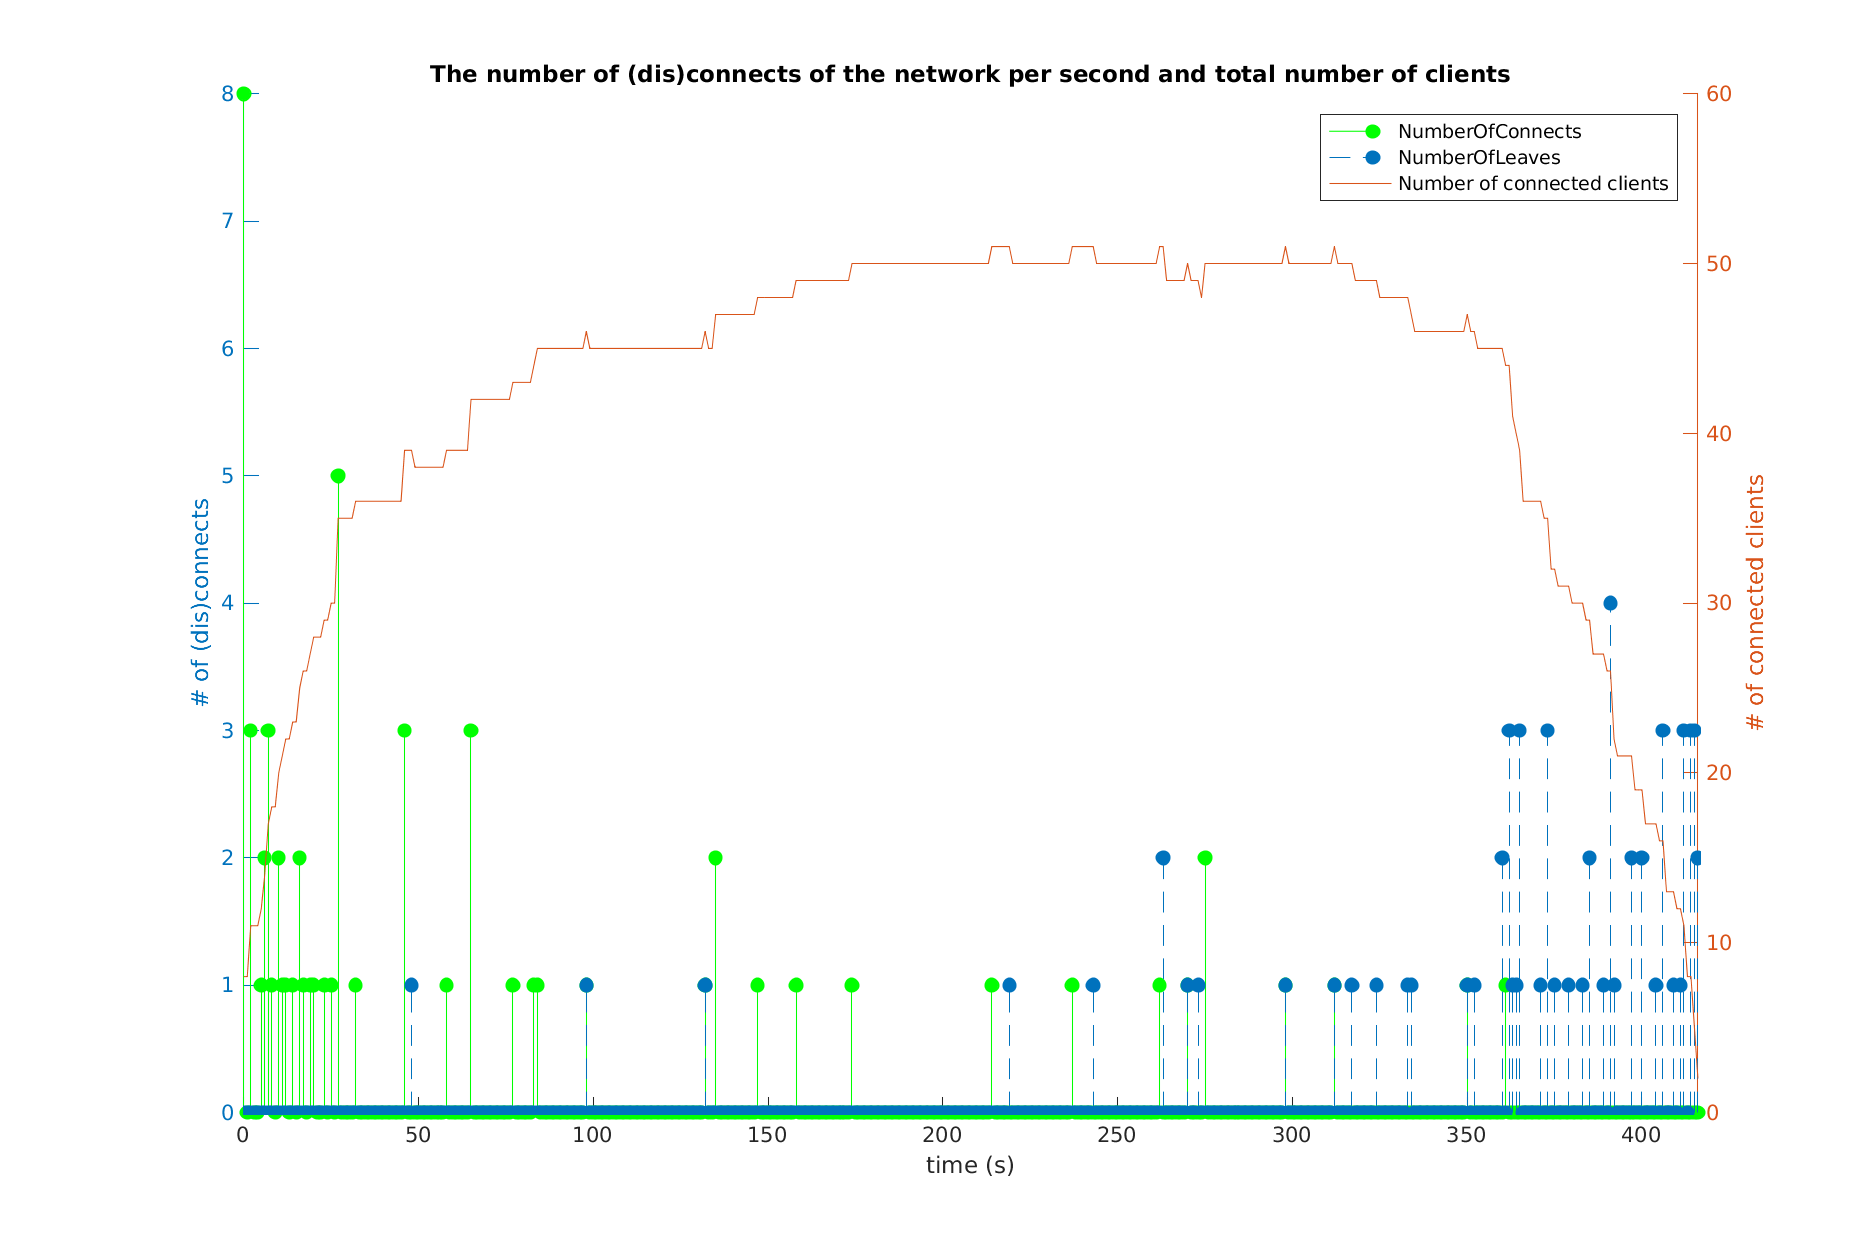 The number of (dis)connects of the network per second and total number of clients
NumberOfConnects
NumberOfLeaves
Number of connected clients
# of (dis)connects
8
7
6
5
4
3
2
1
0
60
50
40
30
20
10
0
# of connected clients
0 50 100 150 200 250 300 350 400
time (s)